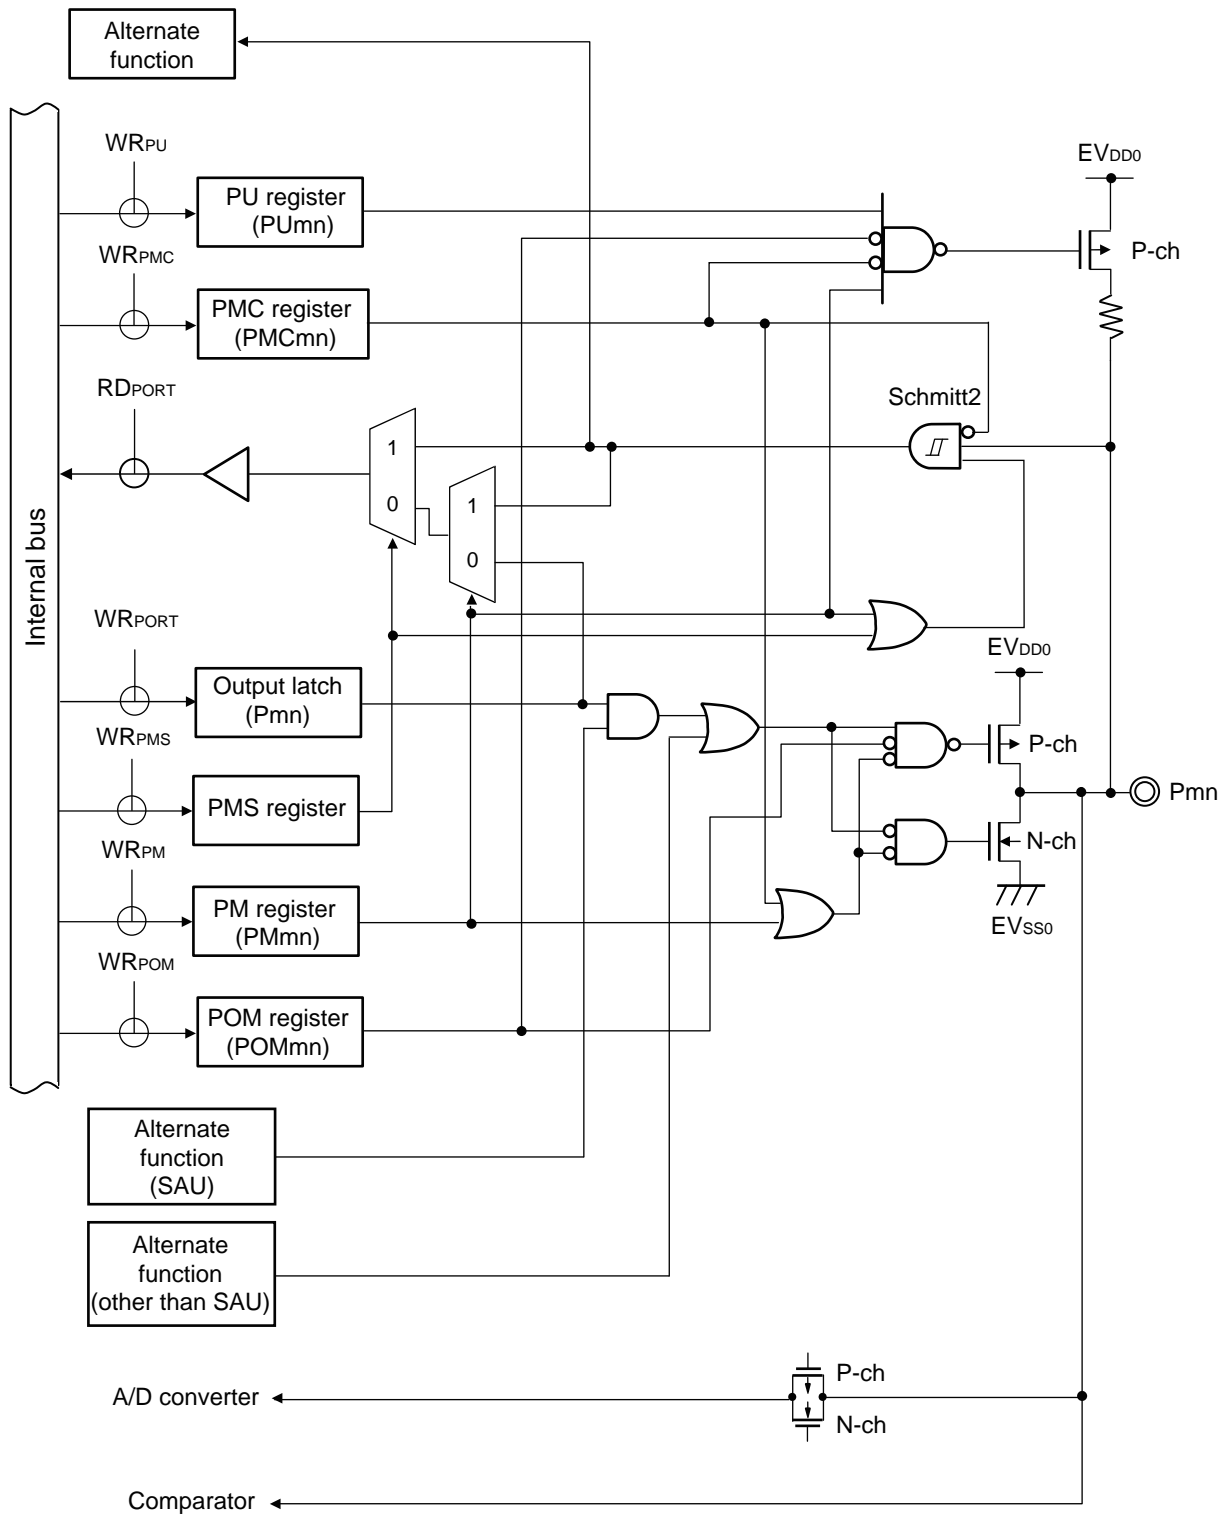 Alternate
function
WRPU
EVDD0
PU register
(PUmn)
P-ch
WRPMC
PMC register
(PMCmn)
RDPORT
Schmitt2
1
0
1
0
Internal bus
WRPORT
EVDD0
Output latch
(Pmn)
WRPMS
P-ch
PMS register
Pmn
WRPM
N-ch
PM register
(PMmn)
EVSS0
WRPOM
POM register
(POMmn)
Alternate
function
(SAU)
Alternate
function
(other than SAU)
P-ch
A/D converter
N-ch
Comparator